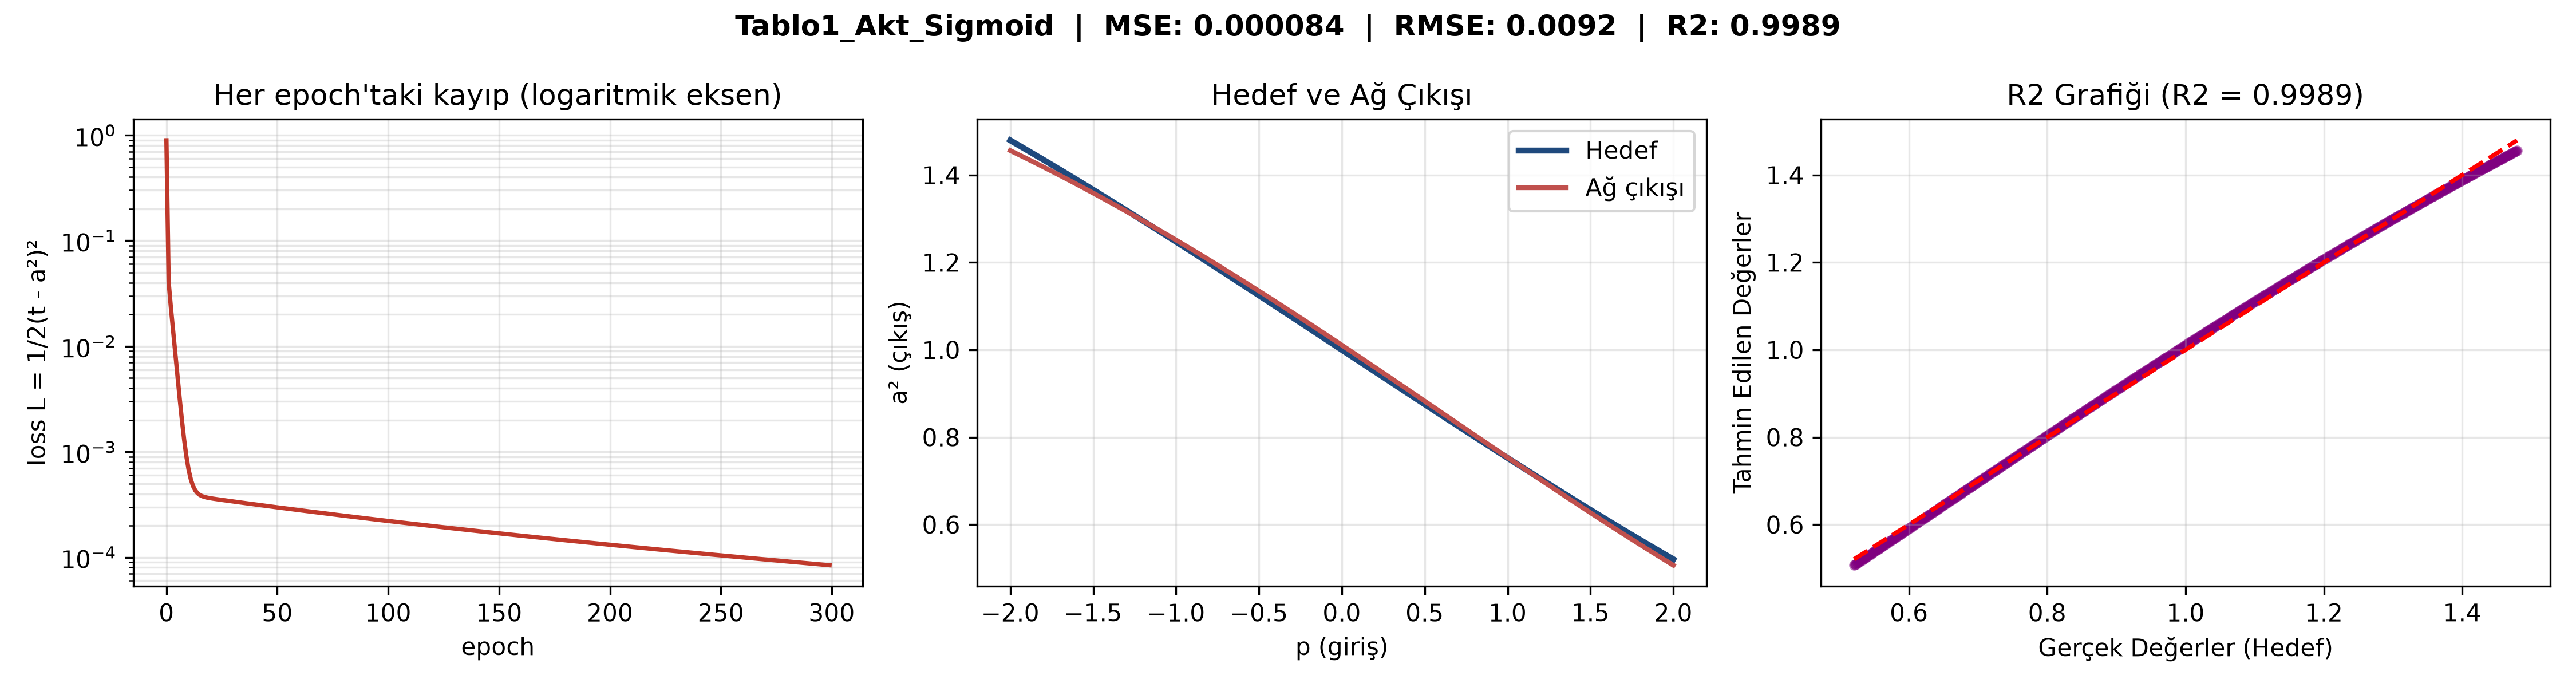 Tablo1_Akt_Sigmoid | MSE: 0.000084 | RMSE: 0.0092 | R2: 0.9989
Her epoch'taki kayıp (logaritmik eksen)
loss L = 1/2(t - a²)²
10⁰
10⁻¹
10⁻²
10⁻³
10⁻⁴
0 50 100 150 200 250 300
epoch
Hedef ve Ağ Çıkışı
Hedef
Ağ çıkışı
a² (çıkış)
1.4
1.2
1.0
0.8
0.6
−2.0 −1.5 −1.0 −0.5 0.0 0.5 1.0 1.5 2.0
p (giriş)
R2 Grafiği (R2 = 0.9989)
Tahmin Edilen Değerler
1.4
1.2
1.0
0.8
0.6
0.6 0.8 1.0 1.2 1.4
Gerçek Değerler (Hedef)